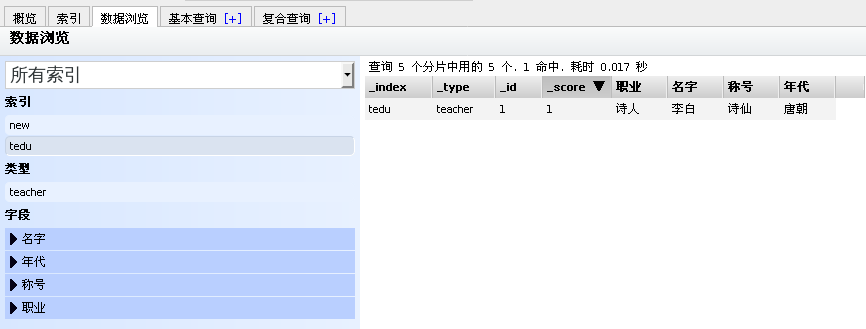 概览 索引 数据浏览 基本查询 [+] 复合查询 [+]
数据浏览
所有索引
索引
new
tedu
类型
teacher
字段
名字
年代
称号
职业
查询 5 个分片中用的 5 个. 1 命中. 耗时 0.017 秒
_index _type _id _score ▼ 职业 名字 称号 年代
tedu teacher 1 1 诗人 李白 诗仙 唐朝